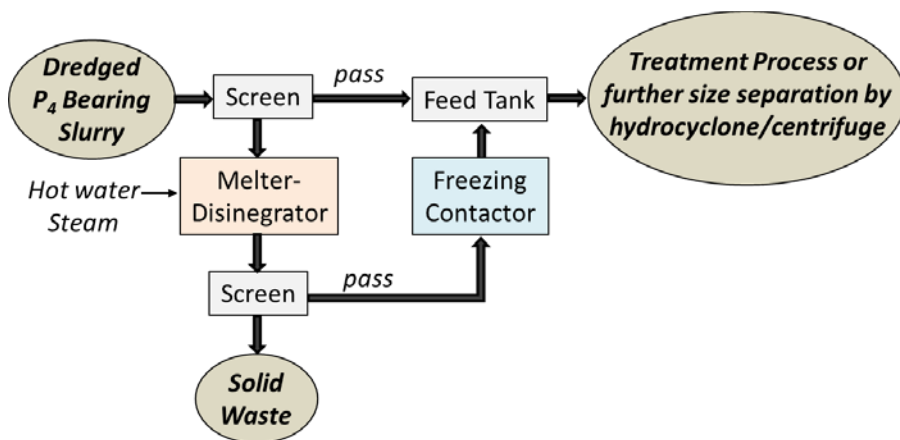 Dredged
P₄ Bearing
Slurry
Screen
pass
Feed Tank
Treatment Process or
further size separation by
hydrocyclone/centrifuge
Hot water
Steam
Melter-
Disinegrator
Freezing
Contactor
Screen
pass
Solid
Waste